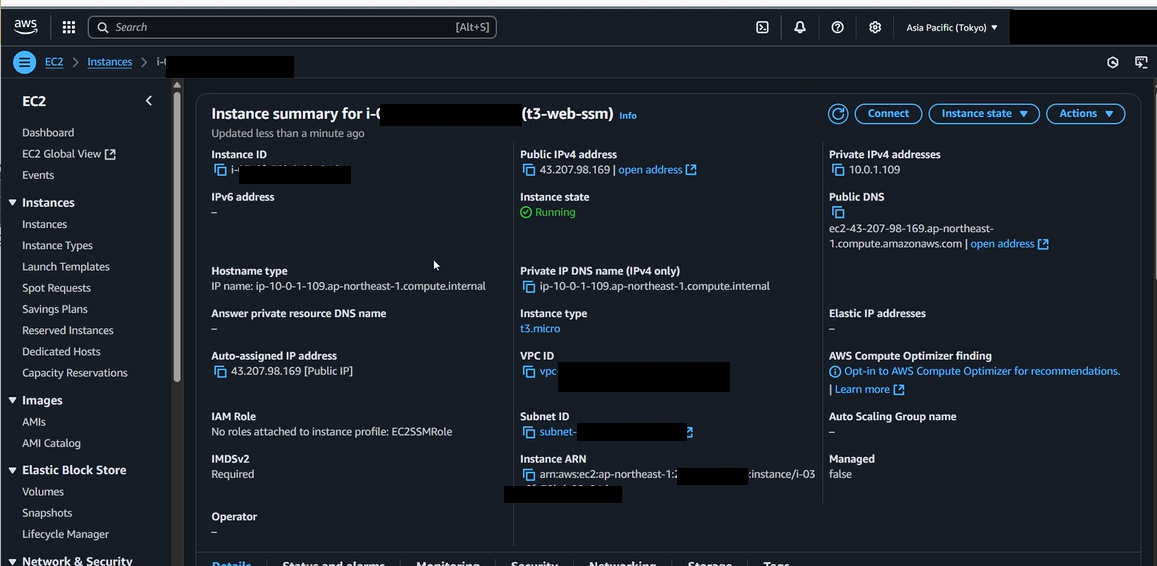 aws
Search
[Alt+S]
Asia Pacific (Tokyo)
EC2
Instances
EC2
Dashboard
EC2 Global View
Events
Instances
Instances
Instance Types
Launch Templates
Spot Requests
Savings Plans
Reserved Instances
Dedicated Hosts
Capacity Reservations
Images
AMIs
AMI Catalog
Elastic Block Store
Volumes
Snapshots
Lifecycle Manager
Network & Security
Instance summary for i-0
(t3-web-ssm)
Info
Updated less than a minute ago
Connect
Instance state
Actions
Instance ID
i-
Public IPv4 address
43.207.98.169 | open address
Private IPv4 addresses
10.0.1.109
IPv6 address
–
Instance state
Running
Public DNS
ec2-43-207-98-169.ap-northeast-
1.compute.amazonaws.com | open address
Hostname type
IP name: ip-10-0-1-109.ap-northeast-1.compute.internal
Private IP DNS name (IPv4 only)
ip-10-0-1-109.ap-northeast-1.compute.internal
Answer private resource DNS name
–
Instance type
t3.micro
Elastic IP addresses
–
Auto-assigned IP address
43.207.98.169 [Public IP]
VPC ID
vpc-
AWS Compute Optimizer finding
Opt-in to AWS Compute Optimizer for recommendations.
| Learn more
IAM Role
No roles attached to instance profile: EC2SSMRole
Subnet ID
subnet-
Auto Scaling Group name
–
IMDSv2
Required
Instance ARN
arn:aws:ec2:ap-northeast-1:
:instance/i-03
Managed
false
Operator
–
Details
Status and alarms
Monitoring
Security
Networking
Storage
Tags